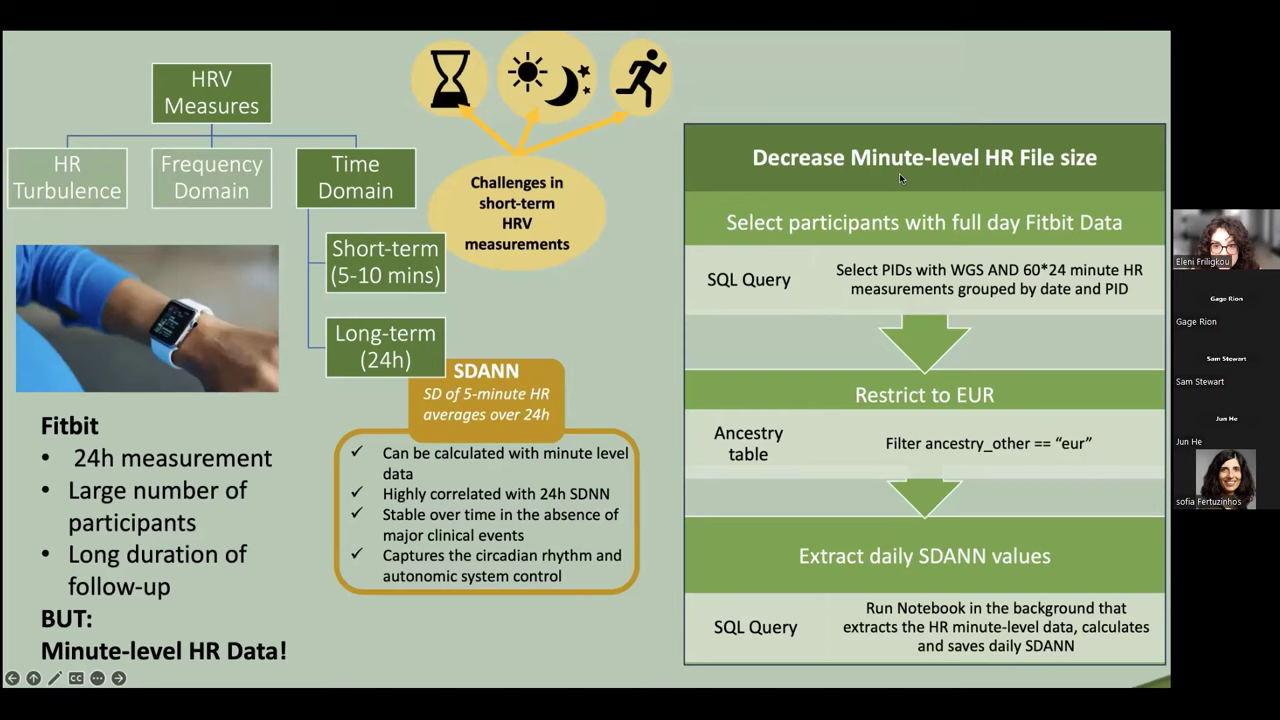 HRV
Measures
HR
Turbulence
Frequency
Domain
Time
Domain
Short-term
(5-10 mins)
Long-term
(24h)
Challenges in
short-term
HRV
measurements
SDANN
SD of 5-minute HR
averages over 24h
✓ Can be calculated with minute level
data
✓ Highly correlated with 24h SDNN
✓ Stable over time in the absence of
major clinical events
✓ Captures the circadian rhythm and
autonomic system control
Fitbit
• 24h measurement
• Large number of
participants
• Long duration of
follow-up
BUT:
Minute-level HR Data!
Decrease Minute-level HR File size
Select participants with full day Fitbit Data
SQL Query
Select PIDs with WGS AND 60*24 minute HR
measurements grouped by date and PID
Restrict to EUR
Ancestry
table
Filter ancestry_other == “eur”
Extract daily SDANN values
SQL Query
Run Notebook in the background that
extracts the HR minute-level data, calculates
and saves daily SDANN
CC
Eleni Friligkou
Gage Rion
Gage Rion
Sam Stewart
Sam Stewart
Jun He
Jun He
sofia Fertuzinhos